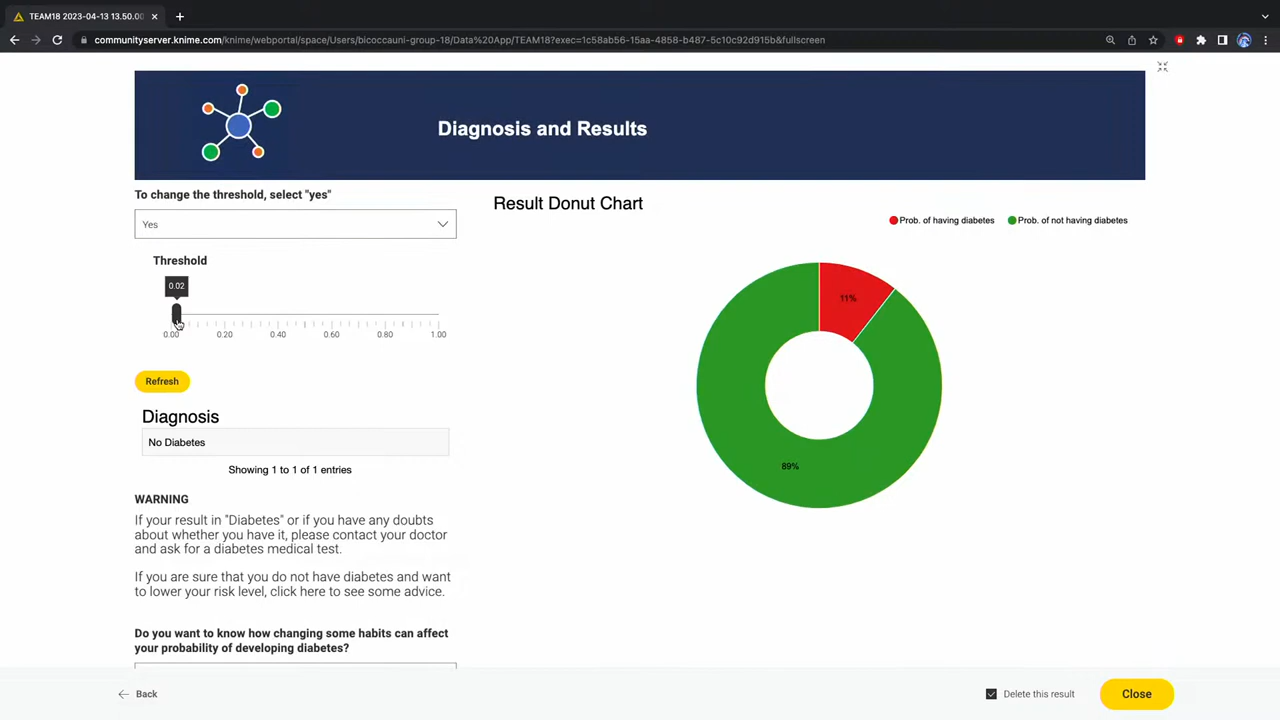 TEAM18 2023-04-13 13.50.00
communityserver.knime.com/knime/webportal/space/Users/bicoccauni-group-18/Data%20App/TEAM18?exec=1c58ab56-15aa-4858-b487-5c10c92d915b&fullscreen
Diagnosis and Results
To change the threshold, select "yes"
Yes
Threshold
0.02
0.00 0.20 0.40 0.60 0.80 1.00
Refresh
Diagnosis
No Diabetes
Showing 1 to 1 of 1 entries
WARNING
If your result in "Diabetes" or if you have any doubts
about whether you have it, please contact your doctor
and ask for a diabetes medical test.
If you are sure that you do not have diabetes and want
to lower your risk level, click here to see some advice.
Do you want to know how changing some habits can affect
your probability of developing diabetes?
Result Donut Chart
Prob. of having diabetes Prob. of not having diabetes
11%
89%
Back
Delete this result
Close